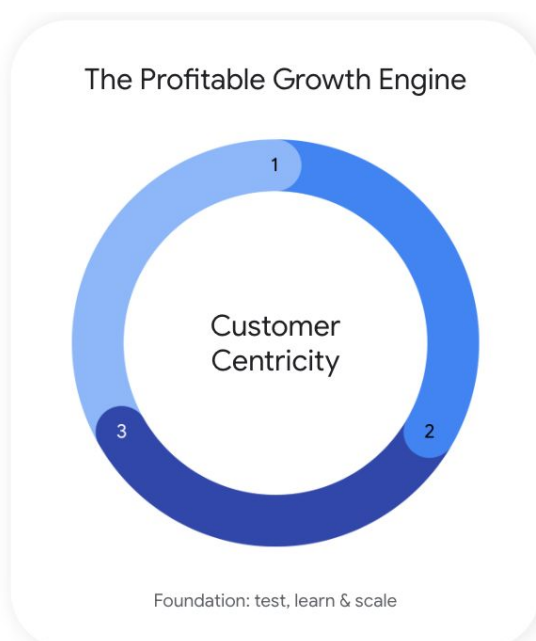 The Profitable Growth Engine
1
Customer
Centricity
3
2
Foundation: test, learn & scale